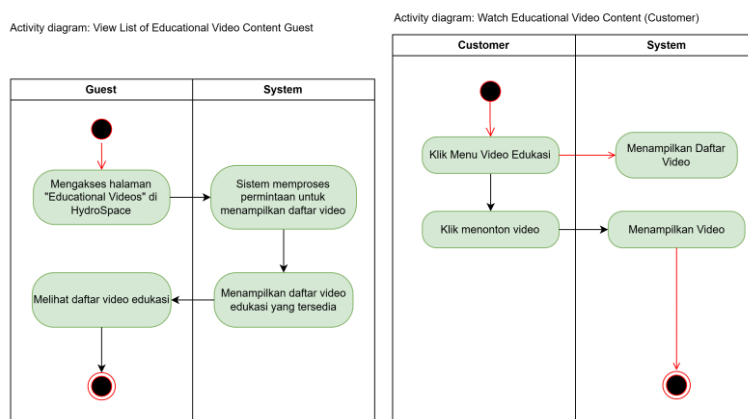 Activity diagram: View List of Educational Video Content Guest
Guest
System
Mengakses halaman
"Educational Videos" di
HydroSpace
Sistem memproses
permintaan untuk
menampilkan daftar video
Melihat daftar video edukasi
Menampilkan daftar video
edukasi yang tersedia
Activity diagram: Watch Educational Video Content (Customer)
Customer
System
Klik Menu Video Edukasi
Menampilkan Daftar
Video
Klik menonton video
Menampilkan Video